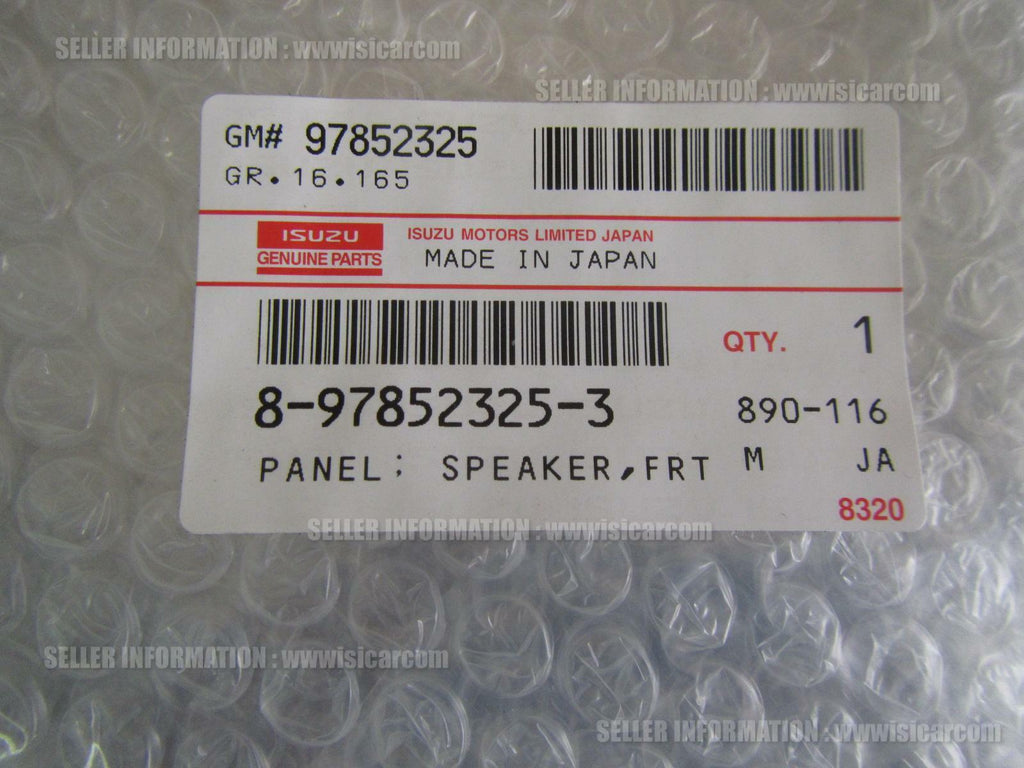 SELLER INFORMATION : wwwisicarcom
SELLER INFORMATION : wwwisicarcom
GM# 97852325
GR. 16. 165
ISUZU
GENUINE PARTS
ISUZU MOTORS LIMITED JAPAN
MADE IN JAPAN
QTY. 1
8-97852325-3
890-116
PANEL; SPEAKER,FRT M JA
8320
SELLER INFORMATION : wwwisicarcom
SELLER INFORMATION : wwwisicarcom
SELLER INFORMATION : wwwisicarcom